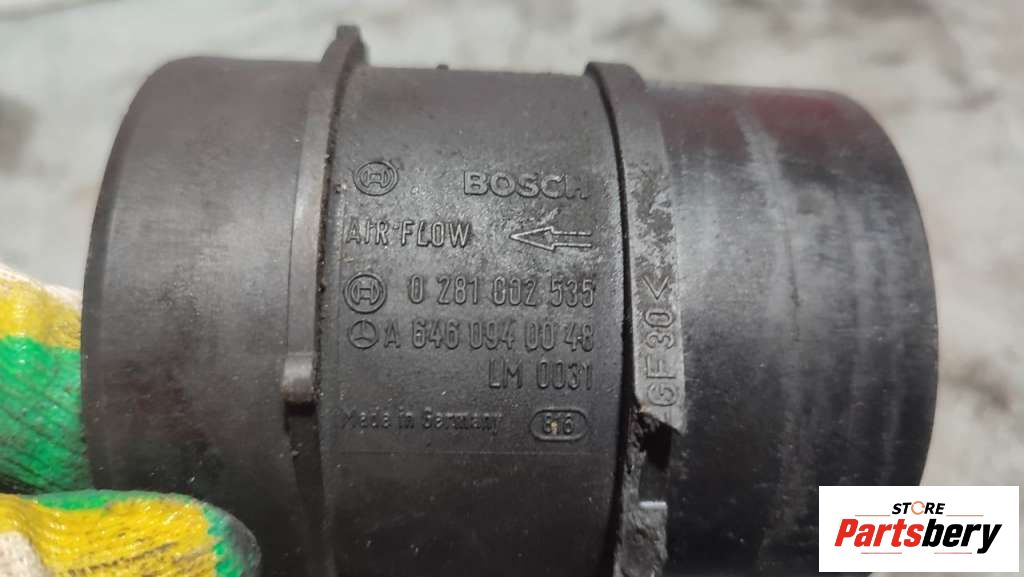 BOSCH
AIR FLOW
0 281 002 535
A 646 094 00 48
LM 0031
Made in Germany
GF30<
STORE
Partsbery